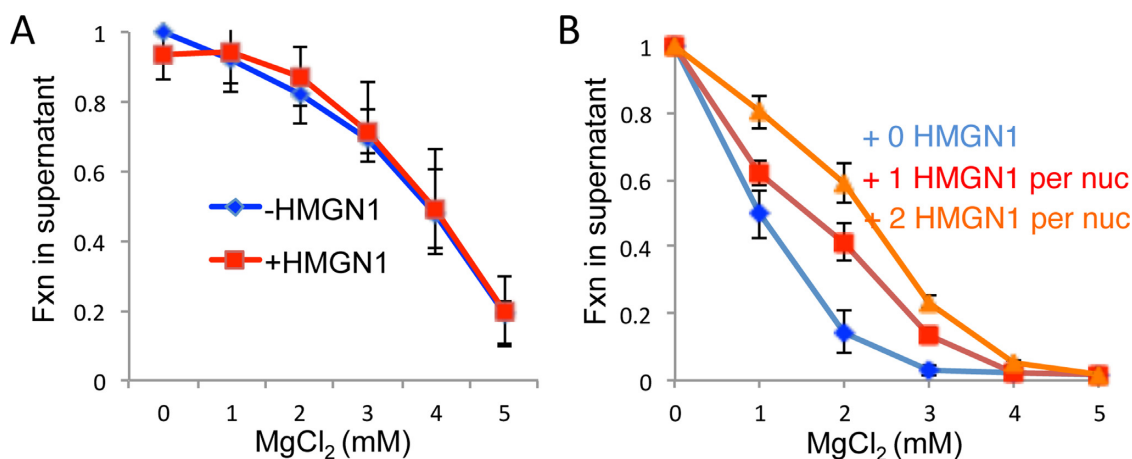 A
1
0.8
0.6
0.4
0.2
0
Fxn in supernatant
-HMGN1
+HMGN1
0 1 2 3 4 5
MgCl2 (mM)
B
1
0.8
0.6
0.4
0.2
0
Fxn in supernatant
+ 0 HMGN1
+ 1 HMGN1 per nuc
+ 2 HMGN1 per nuc
0 1 2 3 4 5
MgCl2 (mM)